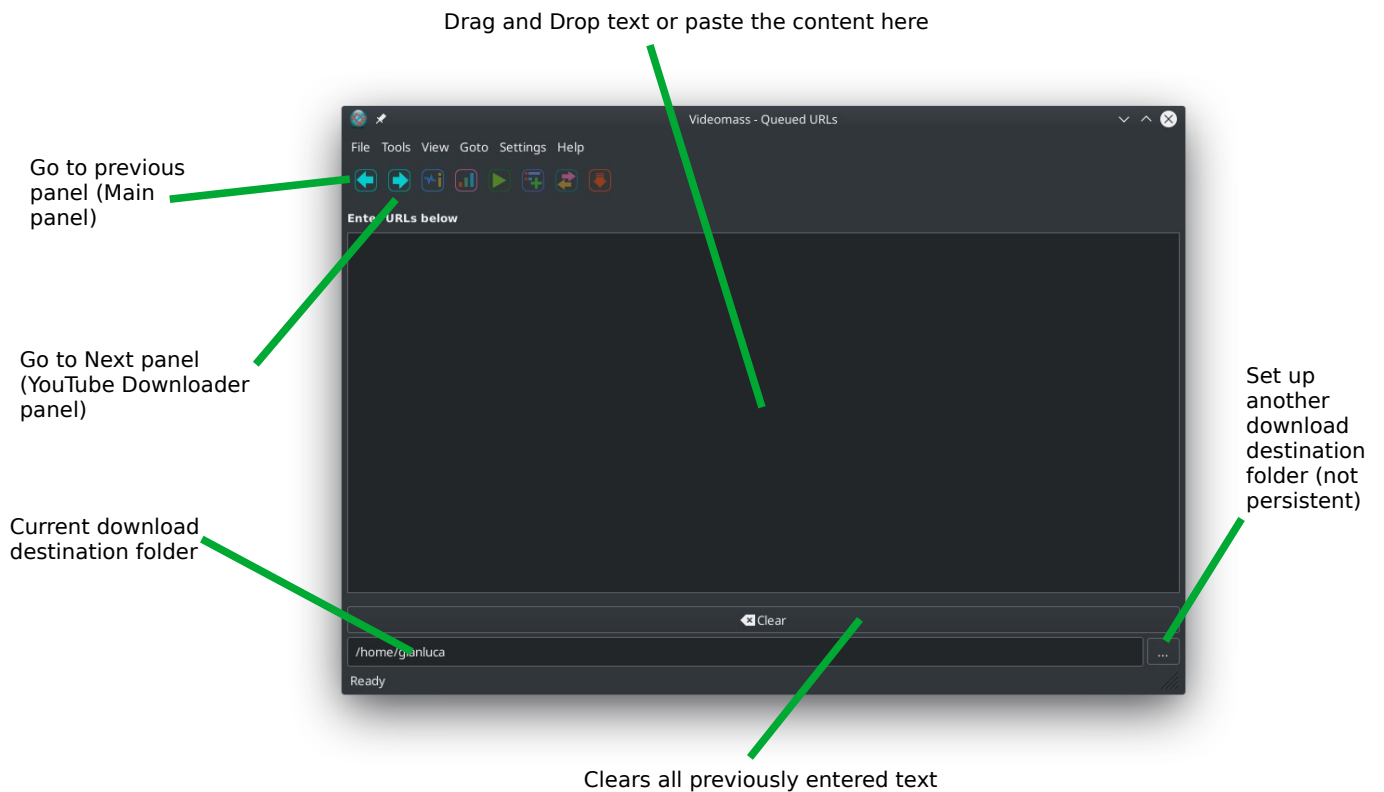 Drag and Drop text or paste the content here
Videomass - Queued URLs
File Tools View Goto Settings Help
Go to previous
panel (Main
panel)
Enter URLs below
Go to Next panel
(YouTube Downloader
panel)
Set up
another
download
destination
folder (not
persistent)
Current download
destination folder
Clear
/home/gianluca
...
Ready
Clears all previously entered text